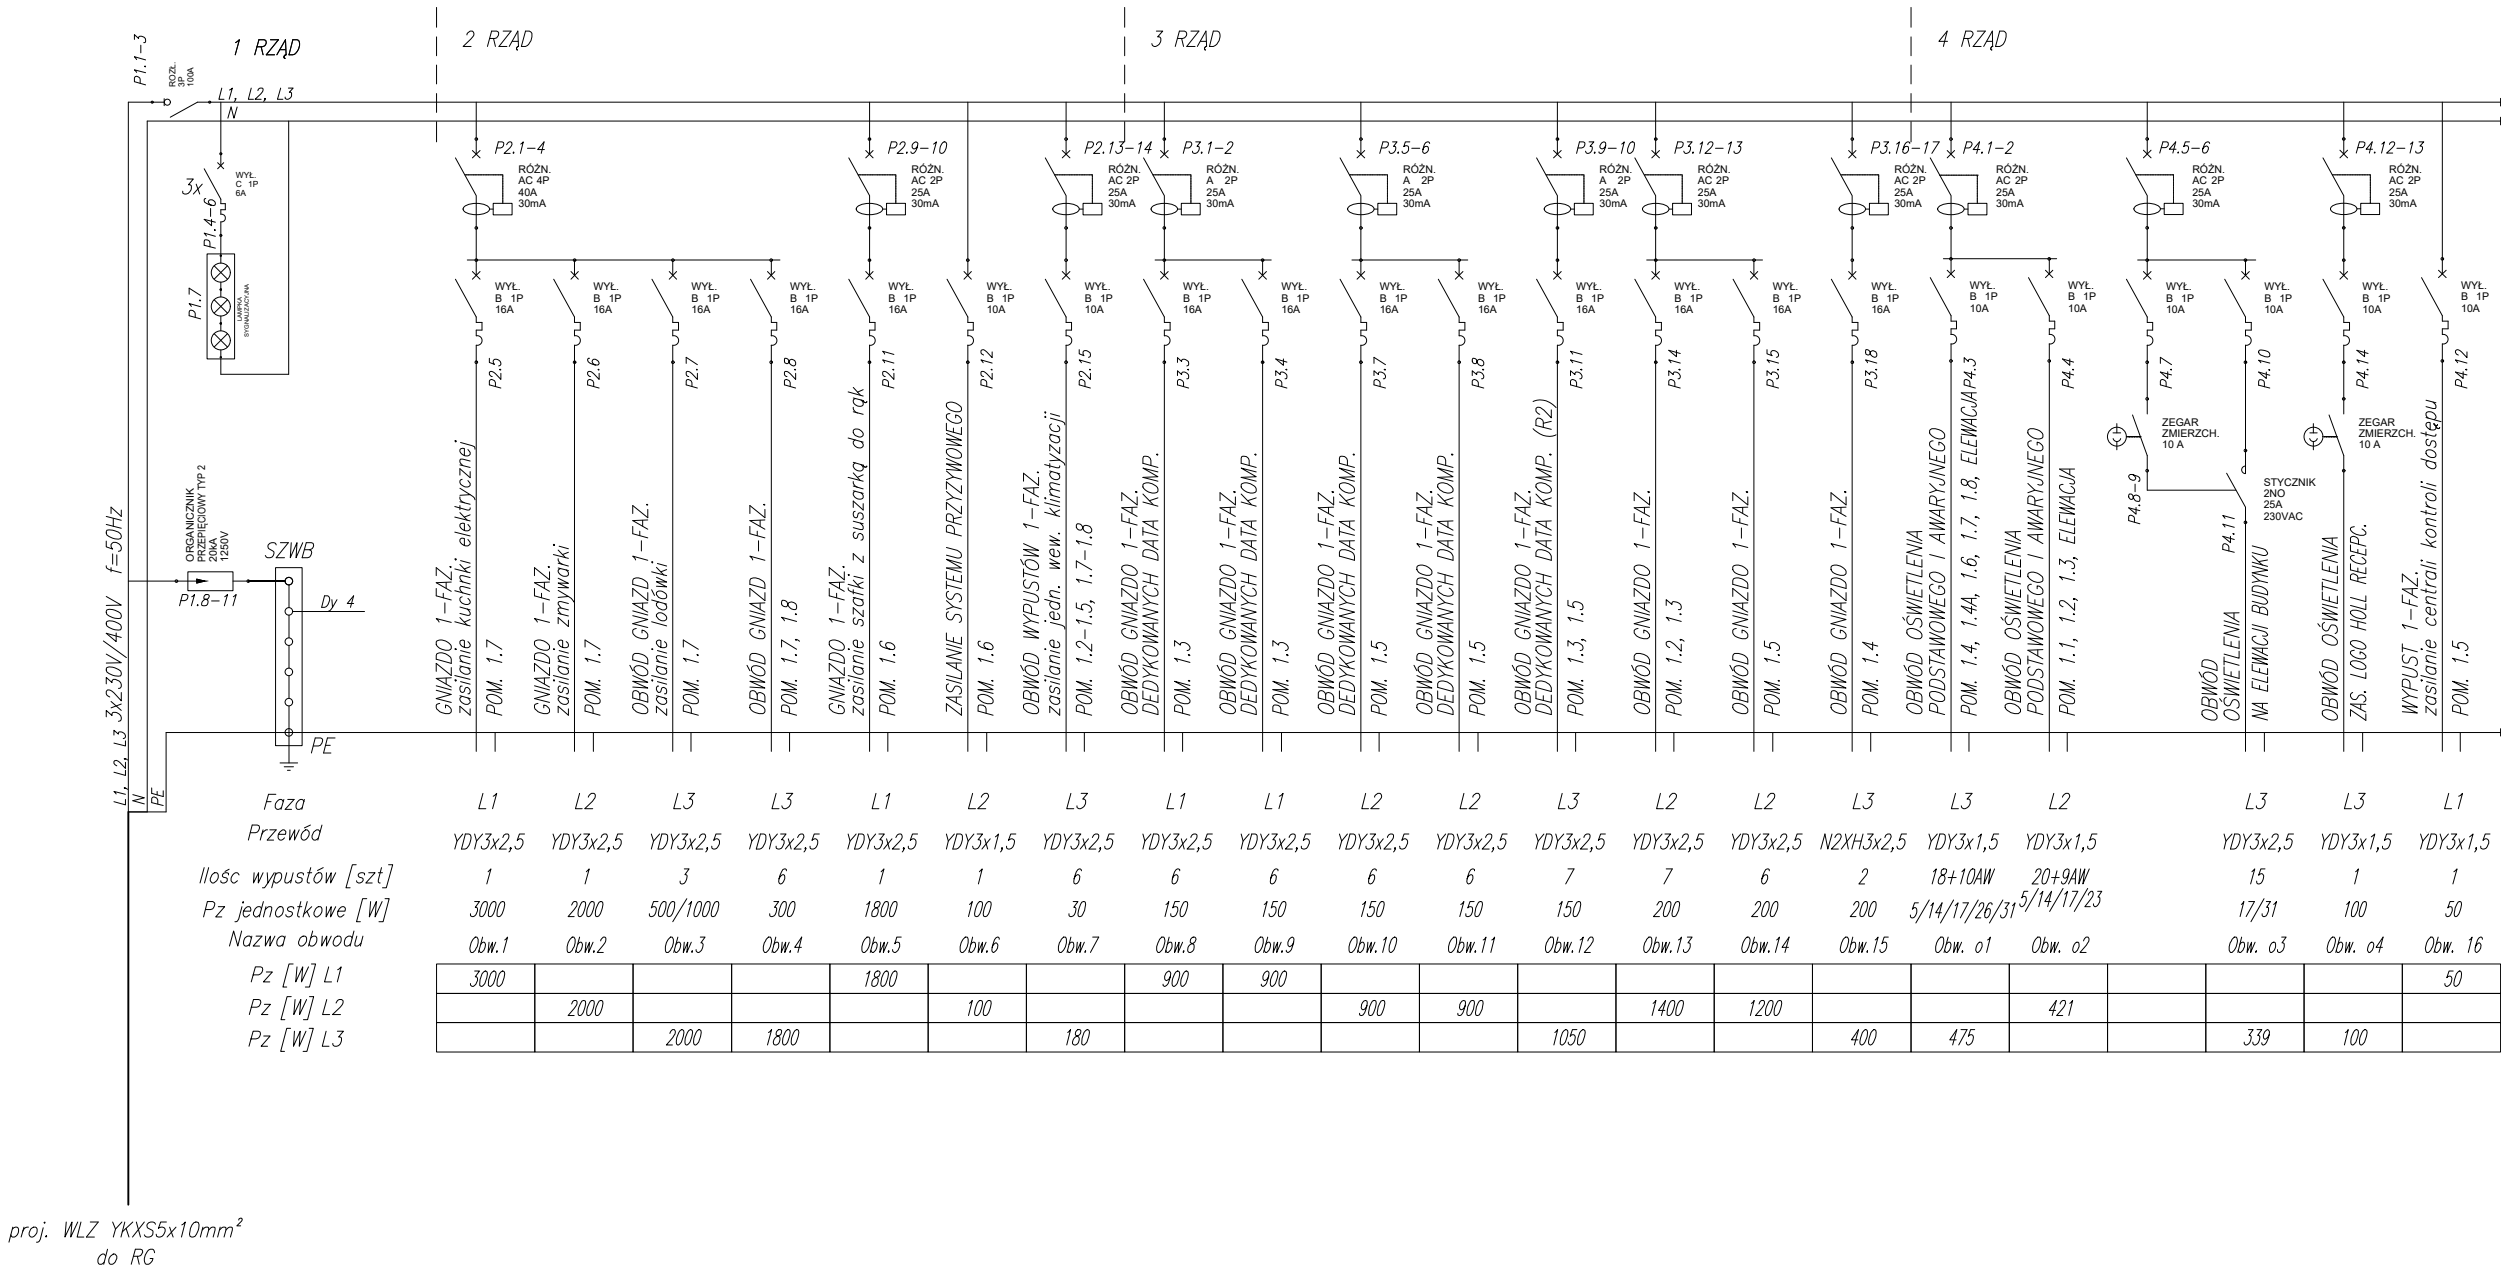 1 RZĄD
2 RZĄD
3 RZĄD
4 RZĄD
P1.1-3
ROZŁ.
3P
100A
L1, L2, L3
N
3x
WYŁ.
C 1P
6A
P1.4-6
P1.7
LAMPKA
SYGNALIZACYJNA
ORGANICZNIK
PRZEPIĘCIOWY TYP 2
20kA
1250V
P1.8-11
SZWB
Dy 4
PE
L1, L2, L3 3x230V/400V f=50Hz
N
PE
P2.1-4
RÓŻN.
AC 4P
40A
30mA
P2.9-10
RÓŻN.
AC 2P
25A
30mA
P2.13-14
RÓŻN.
AC 2P
25A
30mA
P3.1-2
RÓŻN.
A 2P
25A
30mA
P3.5-6
RÓŻN.
A 2P
25A
30mA
P3.9-10
RÓŻN.
A 2P
25A
30mA
P3.12-13
RÓŻN.
AC 2P
25A
30mA
P3.16-17
RÓŻN.
AC 2P
25A
30mA
P4.1-2
RÓŻN.
AC 2P
25A
30mA
P4.5-6
RÓŻN.
AC 2P
25A
30mA
P4.12-13
RÓŻN.
AC 2P
25A
30mA
WYŁ.
B 1P
16A
P2.5
GNIAZDO 1-FAZ.
zasilanie kuchnki elektrycznej
POM. 1.7
WYŁ.
B 1P
16A
P2.6
GNIAZDO 1-FAZ.
zasilanie zmywarki
POM. 1.7
WYŁ.
B 1P
16A
P2.7
OBWÓD GNIAZD 1-FAZ.
zasilanie lodówki
POM. 1.7
WYŁ.
B 1P
16A
P2.8
OBWÓD GNIAZD 1-FAZ.
POM. 1.7, 1.8
WYŁ.
B 1P
16A
P2.11
GNIAZDO 1-FAZ.
zasilanie szafki z suszarką do rąk
POM. 1.6
WYŁ.
B 1P
10A
P2.12
ZASILANIE SYSTEMU PRZYZYWOWEGO
POM. 1.6
WYŁ.
B 1P
10A
P2.15
OBWÓD WYPUSTÓW 1-FAZ.
zasilanie jedn. wew. klimatyzacji
POM. 1.2-1.5, 1.7-1.8
WYŁ.
B 1P
16A
P3.3
OBWÓD GNIAZDO 1-FAZ.
DEDYKOWANYCH DATA KOMP.
POM. 1.3
WYŁ.
B 1P
16A
P3.4
OBWÓD GNIAZDO 1-FAZ.
DEDYKOWANYCH DATA KOMP.
POM. 1.3
WYŁ.
B 1P
16A
P3.7
OBWÓD GNIAZDO 1-FAZ.
DEDYKOWANYCH DATA KOMP.
POM. 1.5
WYŁ.
B 1P
16A
P3.8
OBWÓD GNIAZDO 1-FAZ.
DEDYKOWANYCH DATA KOMP.
POM. 1.5
WYŁ.
B 1P
16A
P3.11
OBWÓD GNIAZDO 1-FAZ.
DEDYKOWANYCH DATA KOMP. (R2)
POM. 1.3, 1.5
WYŁ.
B 1P
16A
P3.14
OBWÓD GNIAZDO 1-FAZ.
POM. 1.2, 1.3
WYŁ.
B 1P
16A
P3.15
OBWÓD GNIAZDO 1-FAZ.
POM. 1.5
WYŁ.
B 1P
16A
P3.18
OBWÓD GNIAZDO 1-FAZ.
POM. 1.4
WYŁ.
B 1P
10A
P4.3
OBWÓD OŚWIETLENIA
PODSTAWOWEGO I AWARYJNEGO
POM. 1.4, 1.4A, 1.6, 1.7, 1.8, ELEWACJA
WYŁ.
B 1P
10A
P4.4
OBWÓD OŚWIETLENIA
PODSTAWOWEGO I AWARYJNEGO
POM. 1.1, 1.2, 1.3, ELEWACJA
WYŁ.
B 1P
10A
P4.7
ZEGAR
ZMIERZCH.
10 A
P4.8-9
WYŁ.
B 1P
10A
P4.10
STYCZNIK
2NO
25A
230VAC
P4.11
OBWÓD
OŚWIETLENIA
NA ELEWACJI BUDYNKU
WYŁ.
B 1P
10A
P4.14
ZEGAR
ZMIERZCH.
10 A
OBWÓD OŚWIETLENIA
ZAS. LOGO HOLL RECEPC.
WYŁ.
B 1P
10A
P4.12
WYPUST 1-FAZ.
zasilanie centrali kontroli dostępu
POM. 1.5
Faza L1 L2 L3 L3 L1 L2 L3 L1 L1 L2 L2 L3 L2 L2 L3 L3 L2 L3 L3 L1
Przewód YDY3x2,5 YDY3x2,5 YDY3x2,5 YDY3x2,5 YDY3x2,5 YDY3x1,5 YDY3x2,5 YDY3x2,5 YDY3x2,5 YDY3x2,5 YDY3x2,5 YDY3x2,5 YDY3x2,5 YDY3x2,5 N2XH3x2,5 YDY3x1,5 YDY3x1,5 YDY3x2,5 YDY3x1,5 YDY3x1,5
Ilośc wypustów [szt] 1 1 3 6 1 1 6 6 6 6 6 7 7 6 2 18+10AW 20+9AW 15 1 1
Pz jednostkowe [W] 3000 2000 500/1000 300 1800 100 30 150 150 150 150 150 200 200 200 5/14/17/26/31 5/14/17/23 17/31 100 50
Nazwa obwodu Obw.1 Obw.2 Obw.3 Obw.4 Obw.5 Obw.6 Obw.7 Obw.8 Obw.9 Obw.10 Obw.11 Obw.12 Obw.13 Obw.14 Obw.15 Obw. o1 Obw. o2 Obw. o3 Obw. o4 Obw. 16
Pz [W] L1 3000 1800 900 900 50
Pz [W] L2 2000 100 900 900 1400 1200 421
Pz [W] L3 2000 1800 180 1050 400 475 339 100
proj. WLZ YKXS5x10mm²
do RG